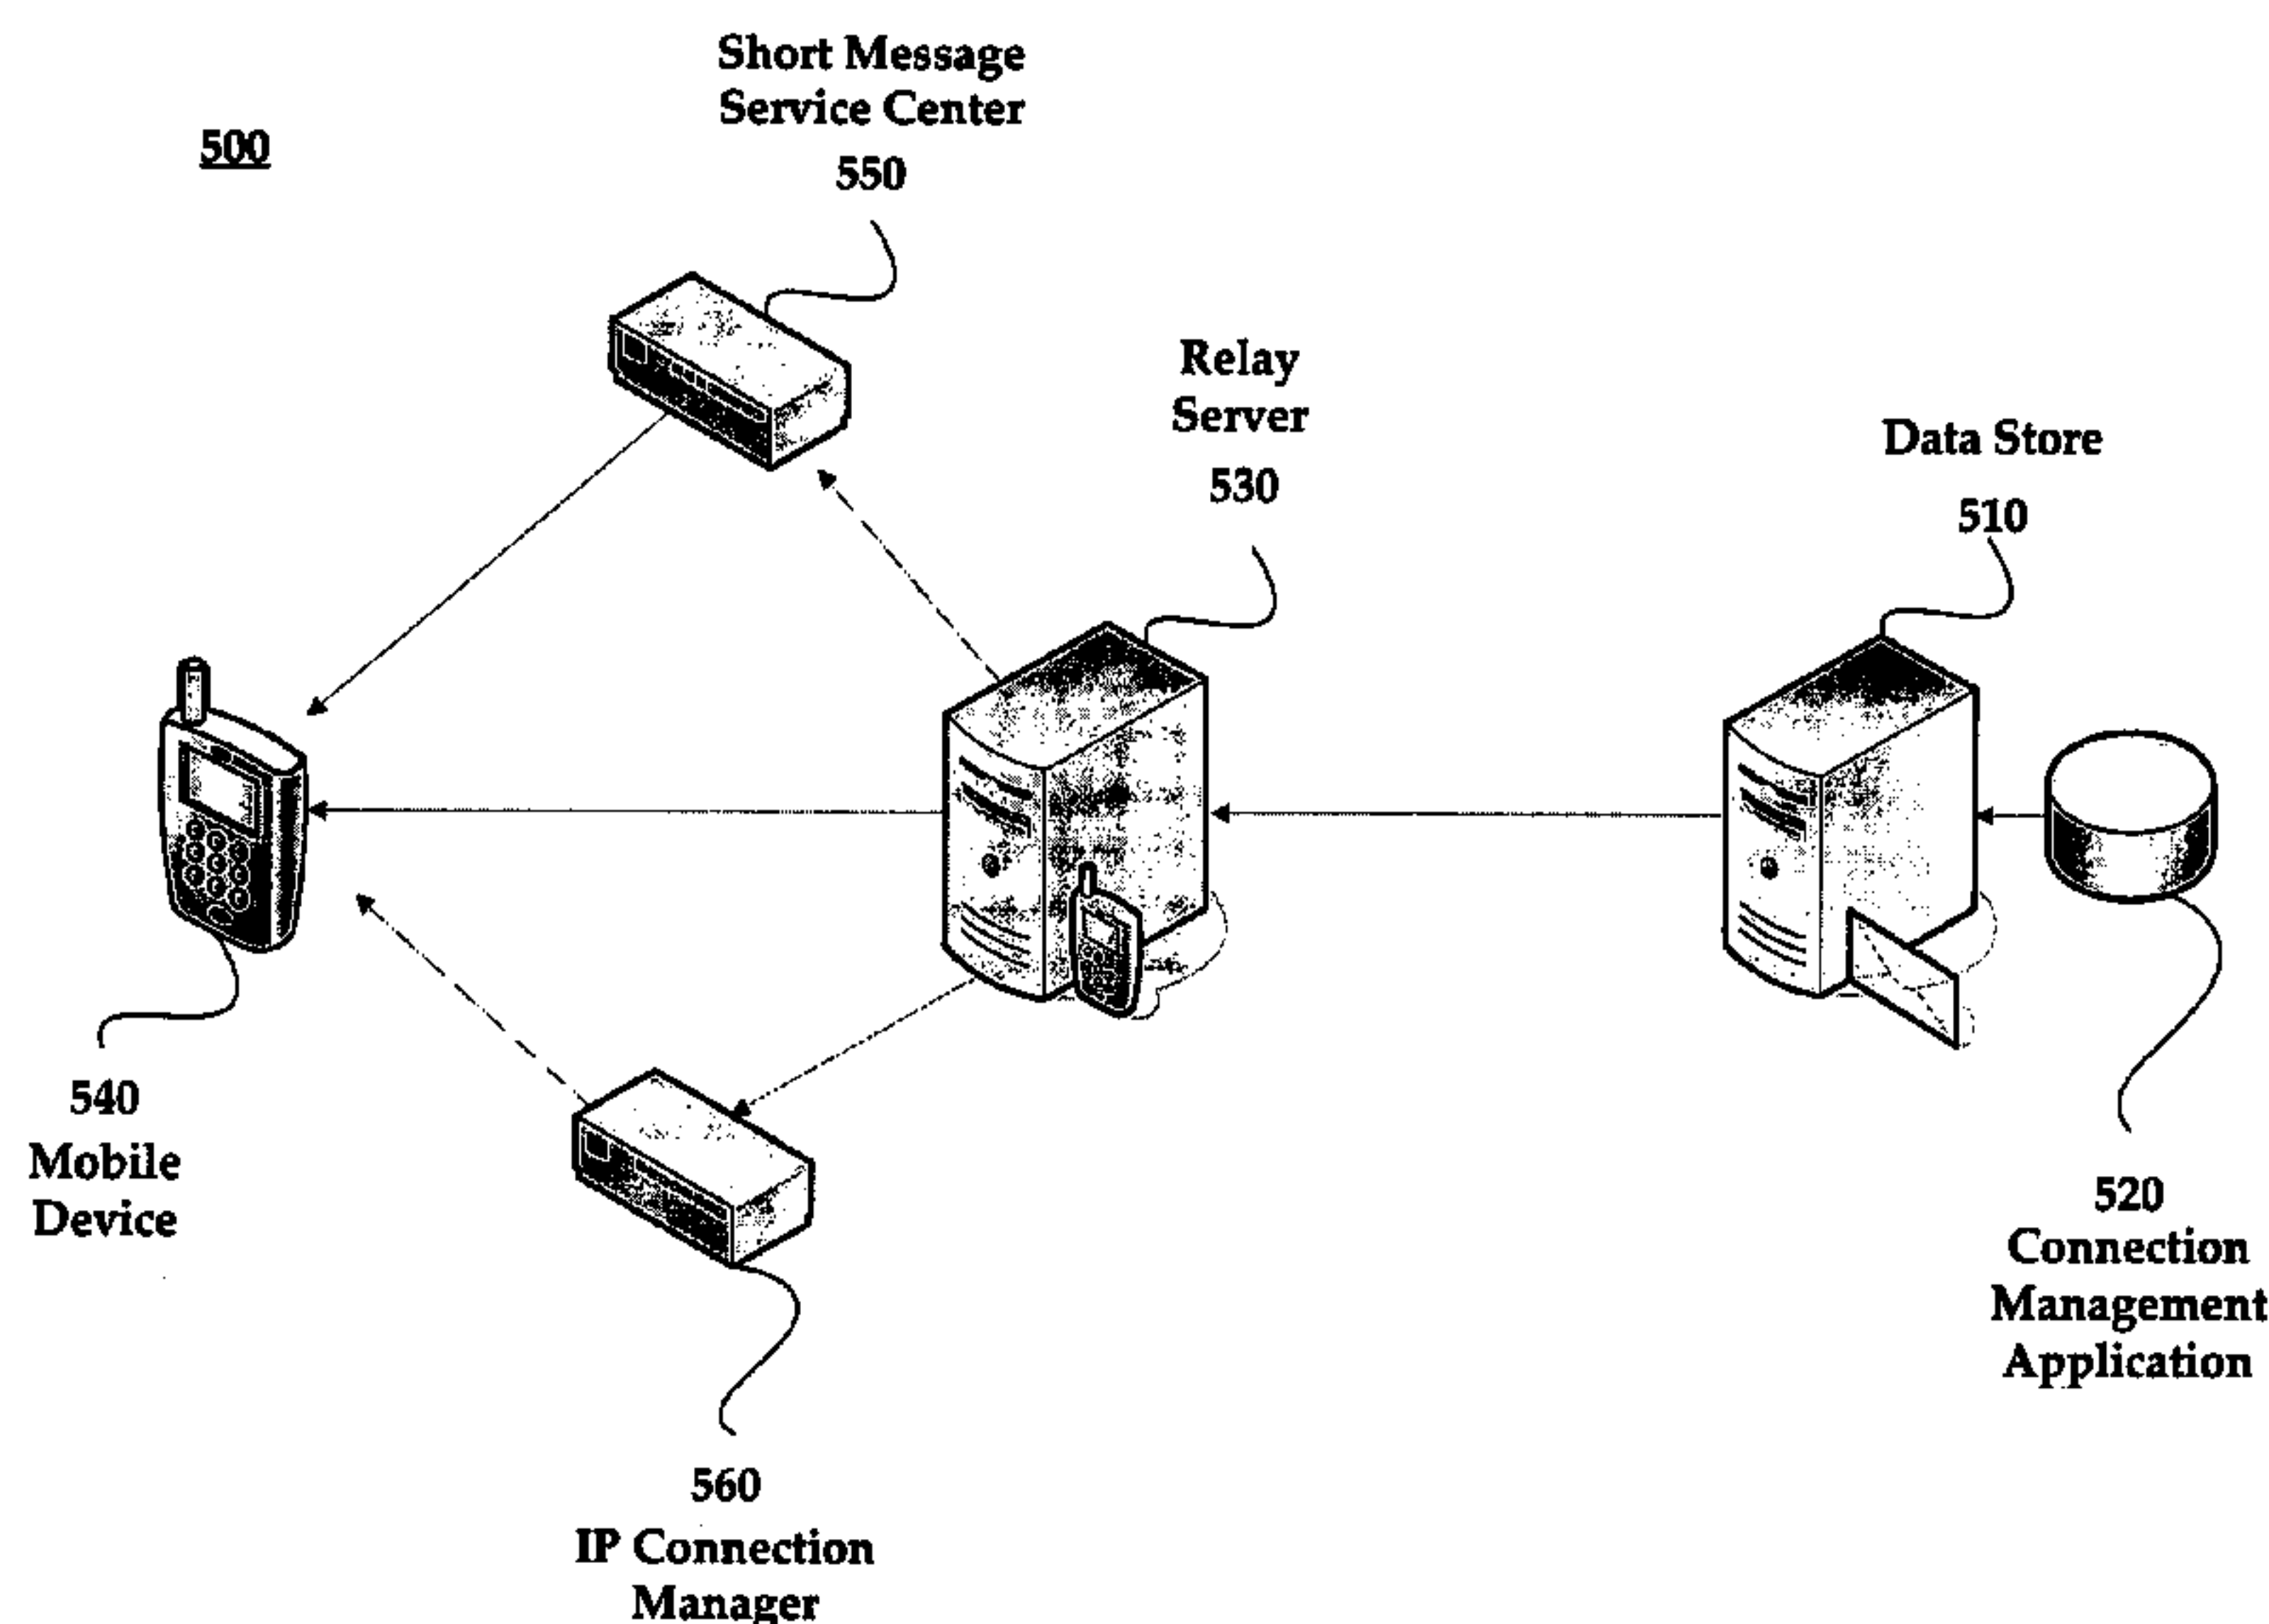 Short Message
Service Center
550
500
Relay
Server
530
Data Store
510
540
Mobile
Device
520
Connection
Management
Application
560
IP Connection
Manager